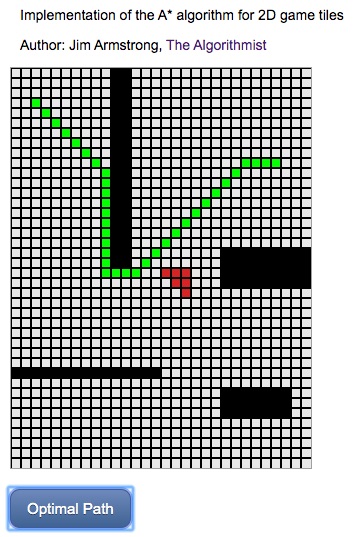 Implementation of the A* algorithm for 2D game tiles
Author: Jim Armstrong, The Algorithmist
Optimal Path